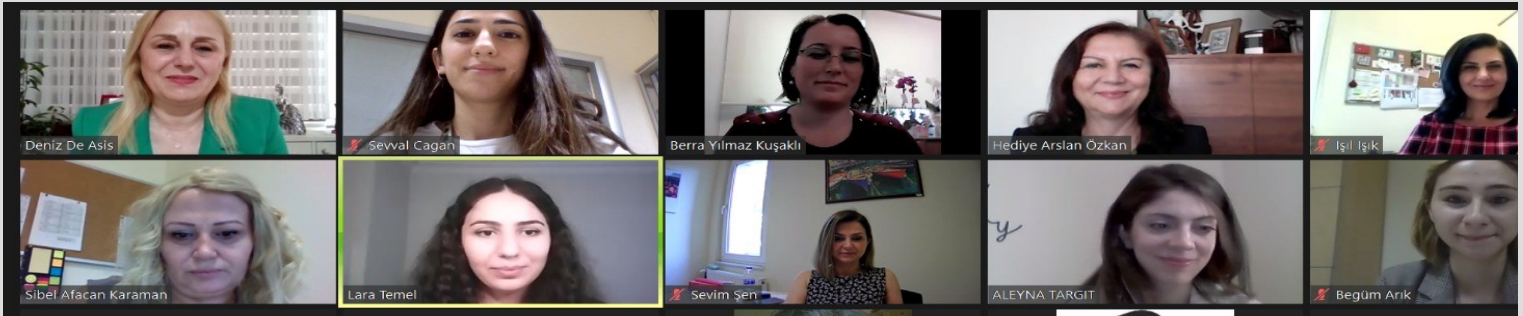 Deniz De Asis
Sevval Cagan
Berra Yılmaz Kuşaklı
Hediye Arslan Özkan
Işıl Işık
Sibel Afacan Karaman
Lara Temel
Sevim Şen
ALEYNA TARGIT
Begüm Arık